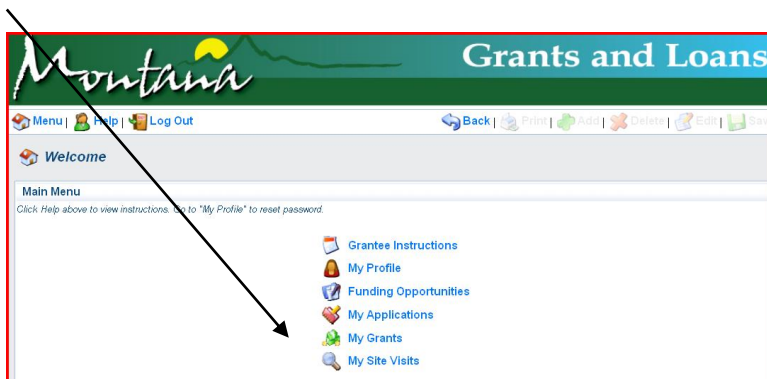 Montana
Grants and Loans
Menu | Help | Log Out Back | Print | Add | Delete | Edit | Sav
Welcome
Main Menu
Click Help above to view instructions. Go to "My Profile" to reset password.
Grantee Instructions
My Profile
Funding Opportunities
My Applications
My Grants
My Site Visits